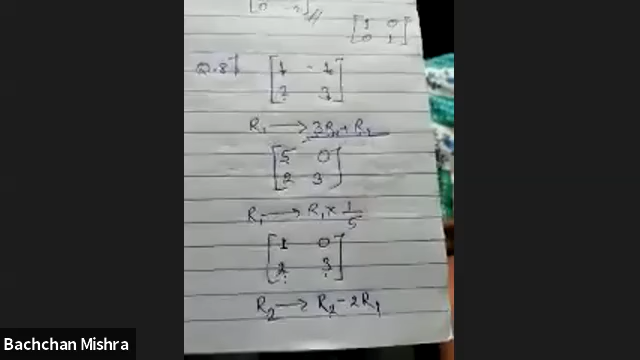 [1 0
0 1]
Q.8]
[1 -1
2 3]
R₁ → 3R₁+R₂
[5 0
2 3]
R₁ → R₁ × 1/5
[1 0
2 3]
R₂ → R₂ - 2R₁
Bachchan Mishra